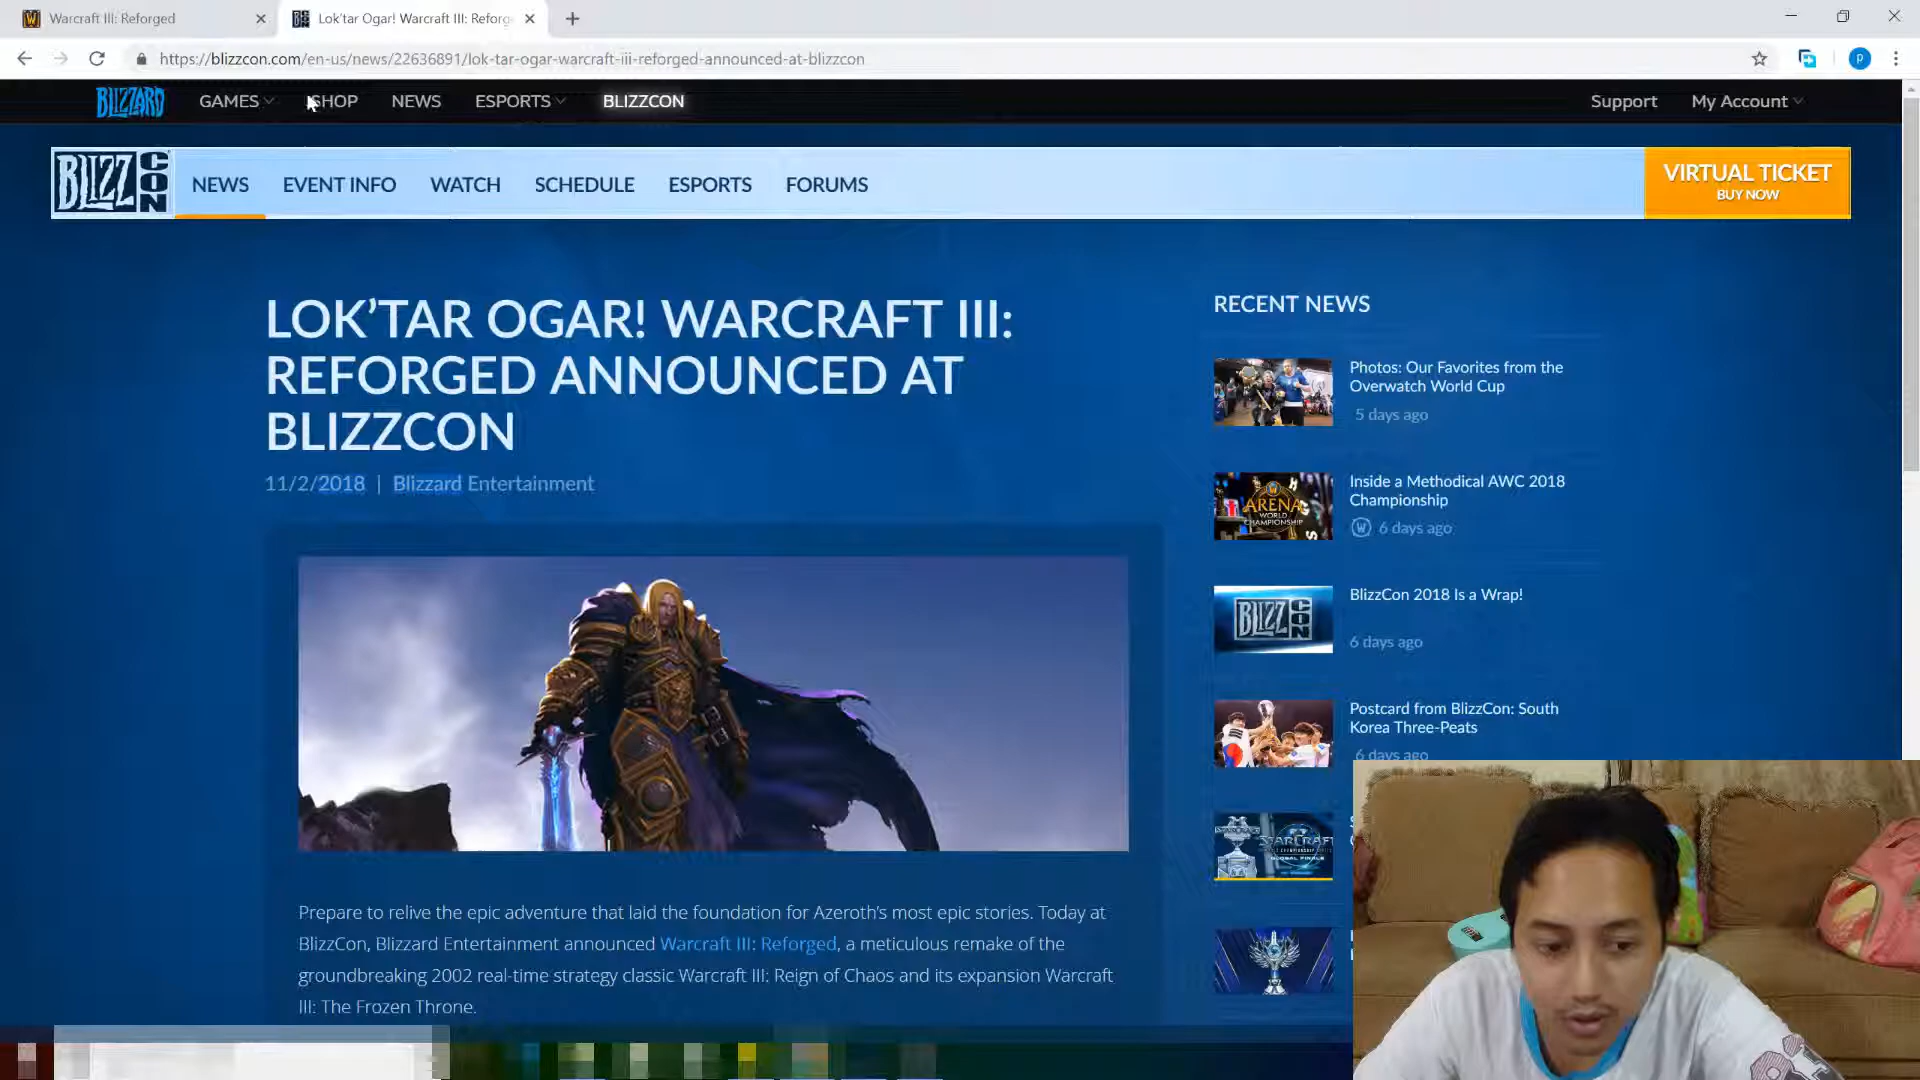 Warcraft III: Reforged
Lok'tar Ogar! Warcraft III: Reforg
https://blizzcon.com/en-us/news/22636891/lok-tar-ogar-warcraft-iii-reforged-announced-at-blizzcon
p
BLIZZARD GAMES SHOP NEWS ESPORTS BLIZZCON Support My Account
BLIZZ CON NEWS EVENT INFO WATCH SCHEDULE ESPORTS FORUMS VIRTUAL TICKET
BUY NOW
LOK'TAR OGAR! WARCRAFT III:
REFORGED ANNOUNCED AT
BLIZZCON
11/2/2018 | Blizzard Entertainment
Prepare to relive the epic adventure that laid the foundation for Azeroth's most epic stories. Today at
BlizzCon, Blizzard Entertainment announced Warcraft III: Reforged, a meticulous remake of the
groundbreaking 2002 real-time strategy classic Warcraft III: Reign of Chaos and its expansion Warcraft
III: The Frozen Throne.
RECENT NEWS
Photos: Our Favorites from the
Overwatch World Cup
5 days ago
ARENA
WORLD
CHAMPIONSHIP
Inside a Methodical AWC 2018
Championship
6 days ago
BLIZZ CON
BlizzCon 2018 Is a Wrap!
6 days ago
Postcard from BlizzCon: South
Korea Three-Peats
6 days ago
STARCRAFT
GLOBAL FINALS